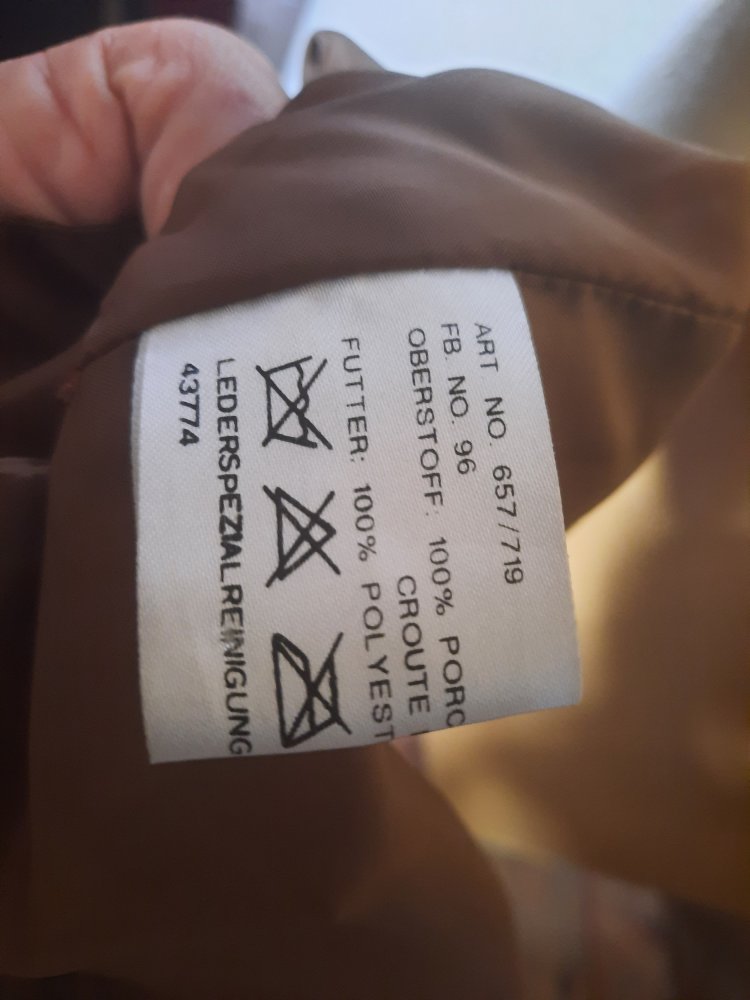 ART. NO. 657/719
FB. NO. 96
OBERSTOFF: 100% PORC
CROUTE
FUTTER: 100% POLYEST
LEDERSPEZIALREINIGUNG
43774